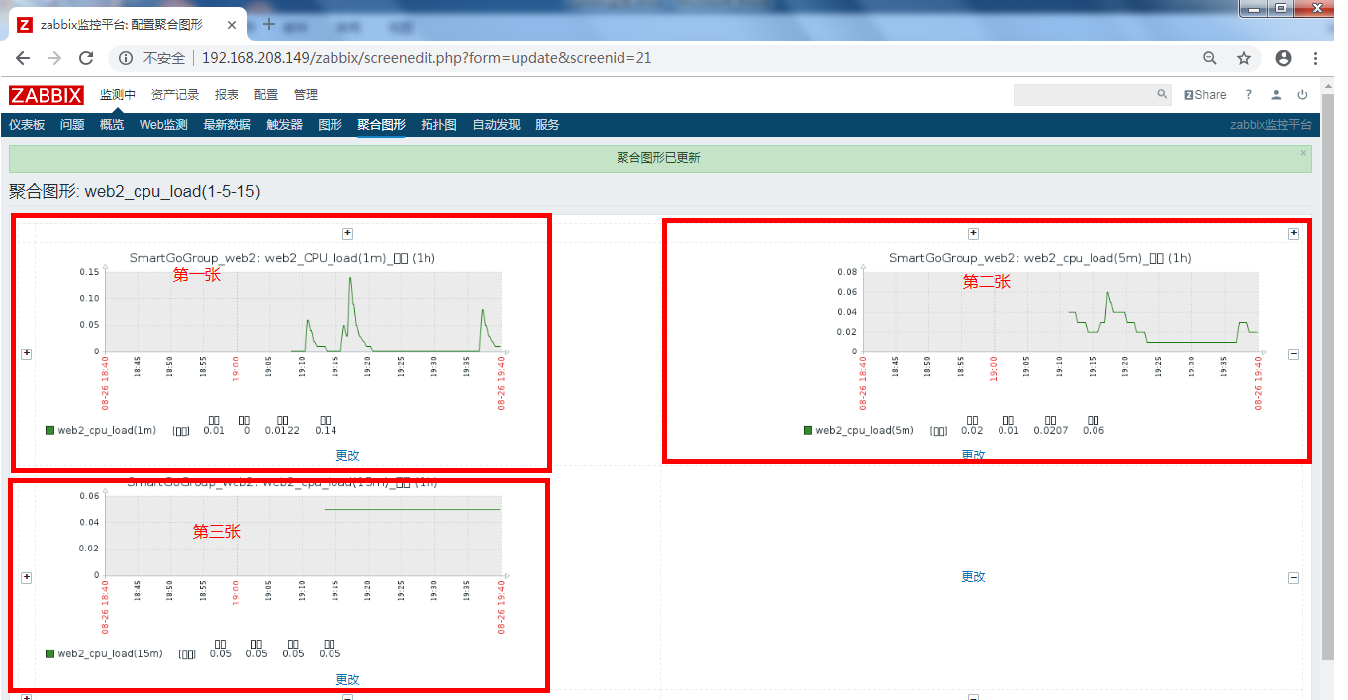 zabbix监控平台: 配置聚合图形
不安全 192.168.208.149/zabbix/screenedit.php?form=update&screenid=21
ZABBIX 监测中 资产记录 报表 配置 管理 Z Share ?
仪表板 问题 概览 Web监测 最新数据 触发器 图形 聚合图形 拓扑图 自动发现 服务 zabbix监控平台
聚合图形已更新
聚合图形: web2_cpu_load(1-5-15)
SmartGoGroup_web2: web2_CPU_load(1m)_□□ (1h)
第一张
0.15
0.10
0.05
0
08-26 18:40 18:45 18:50 18:55 19:00 19:05 19:10 19:15 19:20 19:25 19:30 19:35 08-26 19:40
□□ □□ □□ □□
web2_cpu_load(1m) [□□] 0.01 0 0.0122 0.14
更改
SmartGoGroup_web2: web2_cpu_load(5m)_□□ (1h)
第二张
0.08
0.06
0.04
0.02
0
08-26 18:40 18:45 18:50 18:55 19:00 19:05 19:10 19:15 19:20 19:25 19:30 19:35 08-26 19:40
□□ □□ □□ □□
web2_cpu_load(5m) [□□] 0.02 0.01 0.0207 0.06
更改
SmartGoGroup_web2: web2_cpu_load(15m)_□□ (1h)
第三张
0.06
0.04
0.02
0
08-26 18:40 18:45 18:50 18:55 19:00 19:05 19:10 19:15 19:20 19:25 19:30 19:35 08-26 19:40
□□ □□ □□ □□
web2_cpu_load(15m) [□□] 0.05 0.05 0.05 0.05
更改
更改